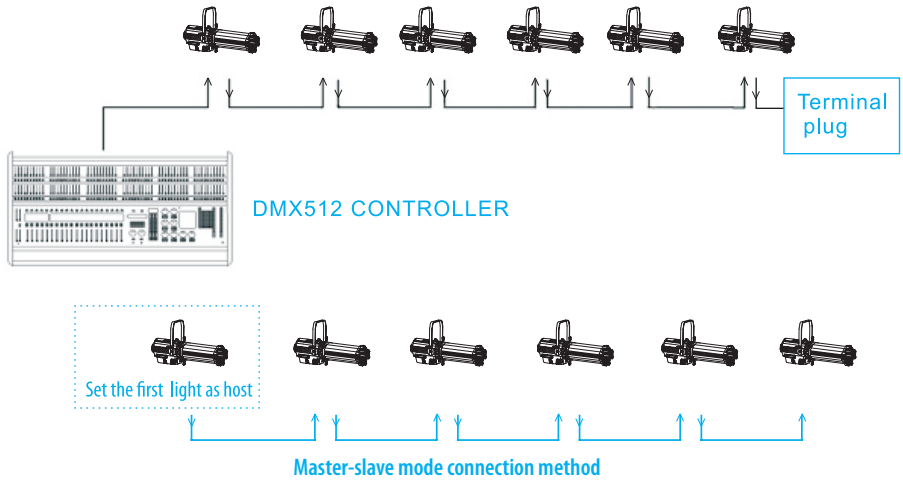 Terminal
plug
DMX512 CONTROLLER
Set the first light as host
Master-slave mode connection method